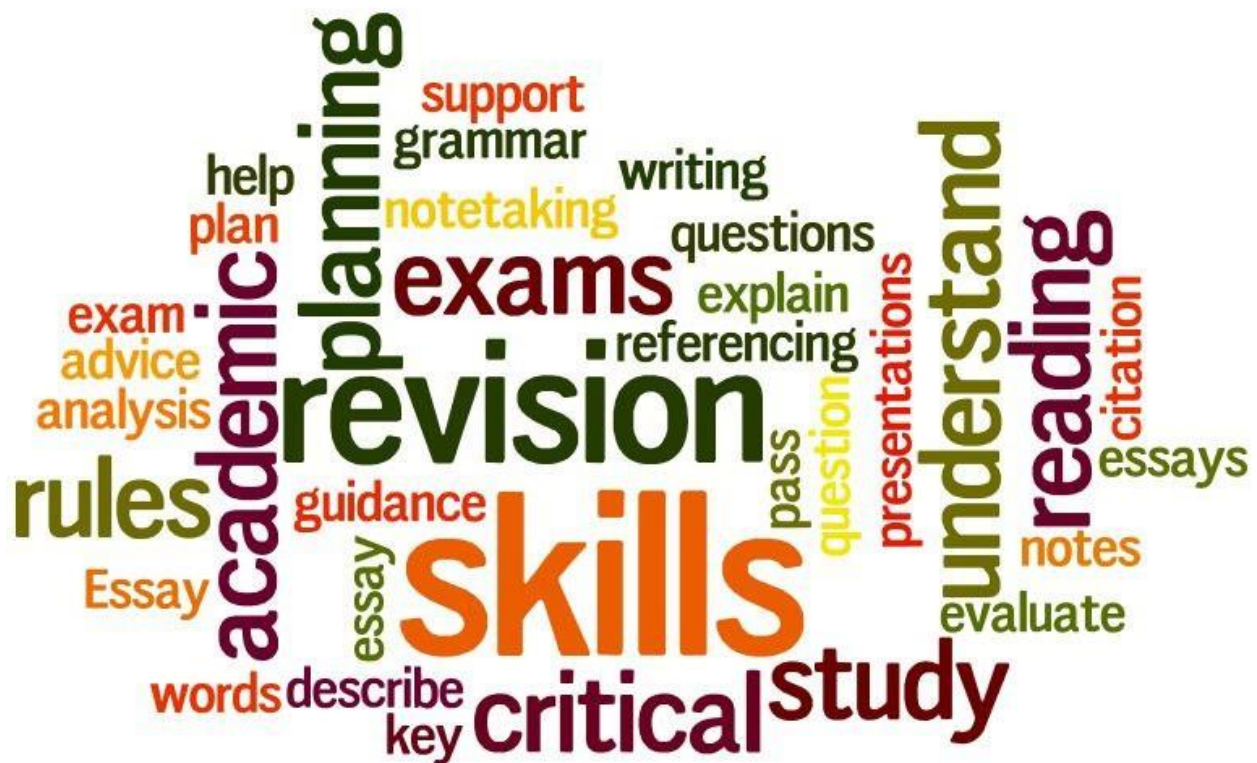 planning
support
grammar
help
writing
plan
notetaking
questions
understand
reading
academic
exams
explain
presentations
citation
exam
referencing
advice
revision
analysis
question
pass
essays
rules
guidance
skills
notes
Essay
essay
evaluate
study
words
describe
critical
key